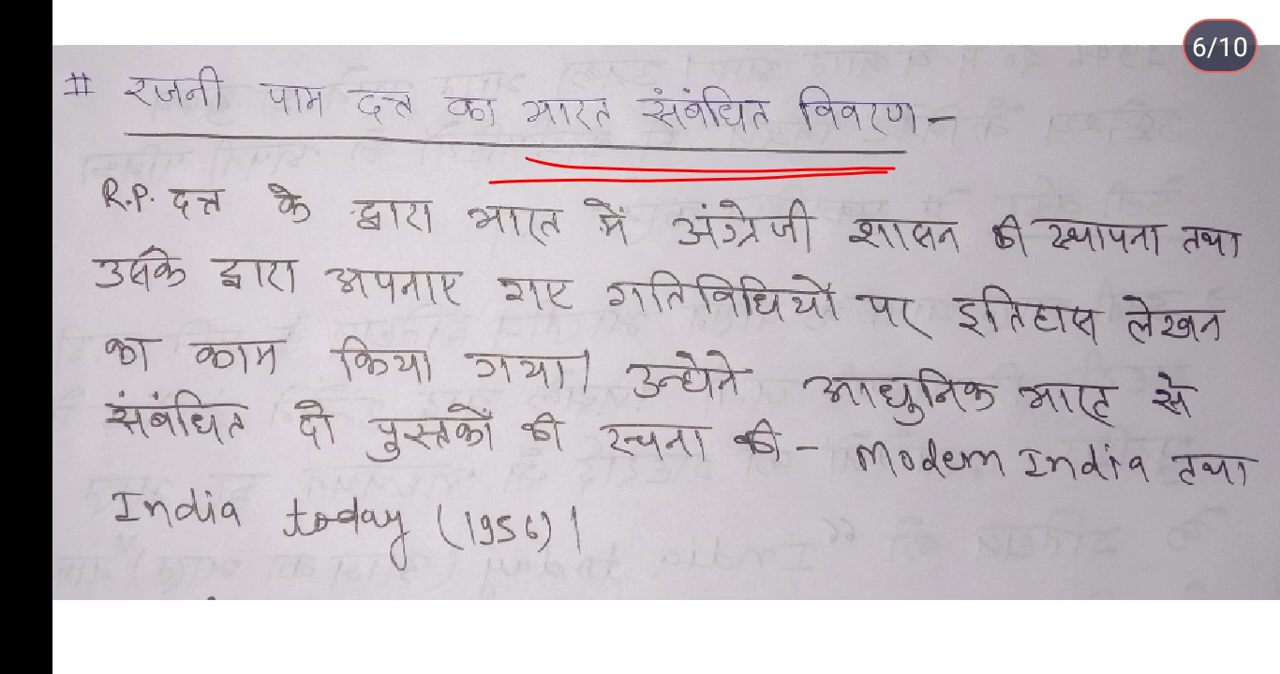 6/10
# रजनी पाम दत्त का भारत संबंधित विवरण -
R.P. दत्त के द्वारा भारत में अंग्रेजी शासन की स्थापना तथा
उसके द्वारा अपनाए गए गतिविधियों पर इतिहास लेखन
का काम किया गया। उन्होने आधुनिक भारत से
संबंधित दो पुस्तकों की रचना की - Modern India तथा
India today (1956)।